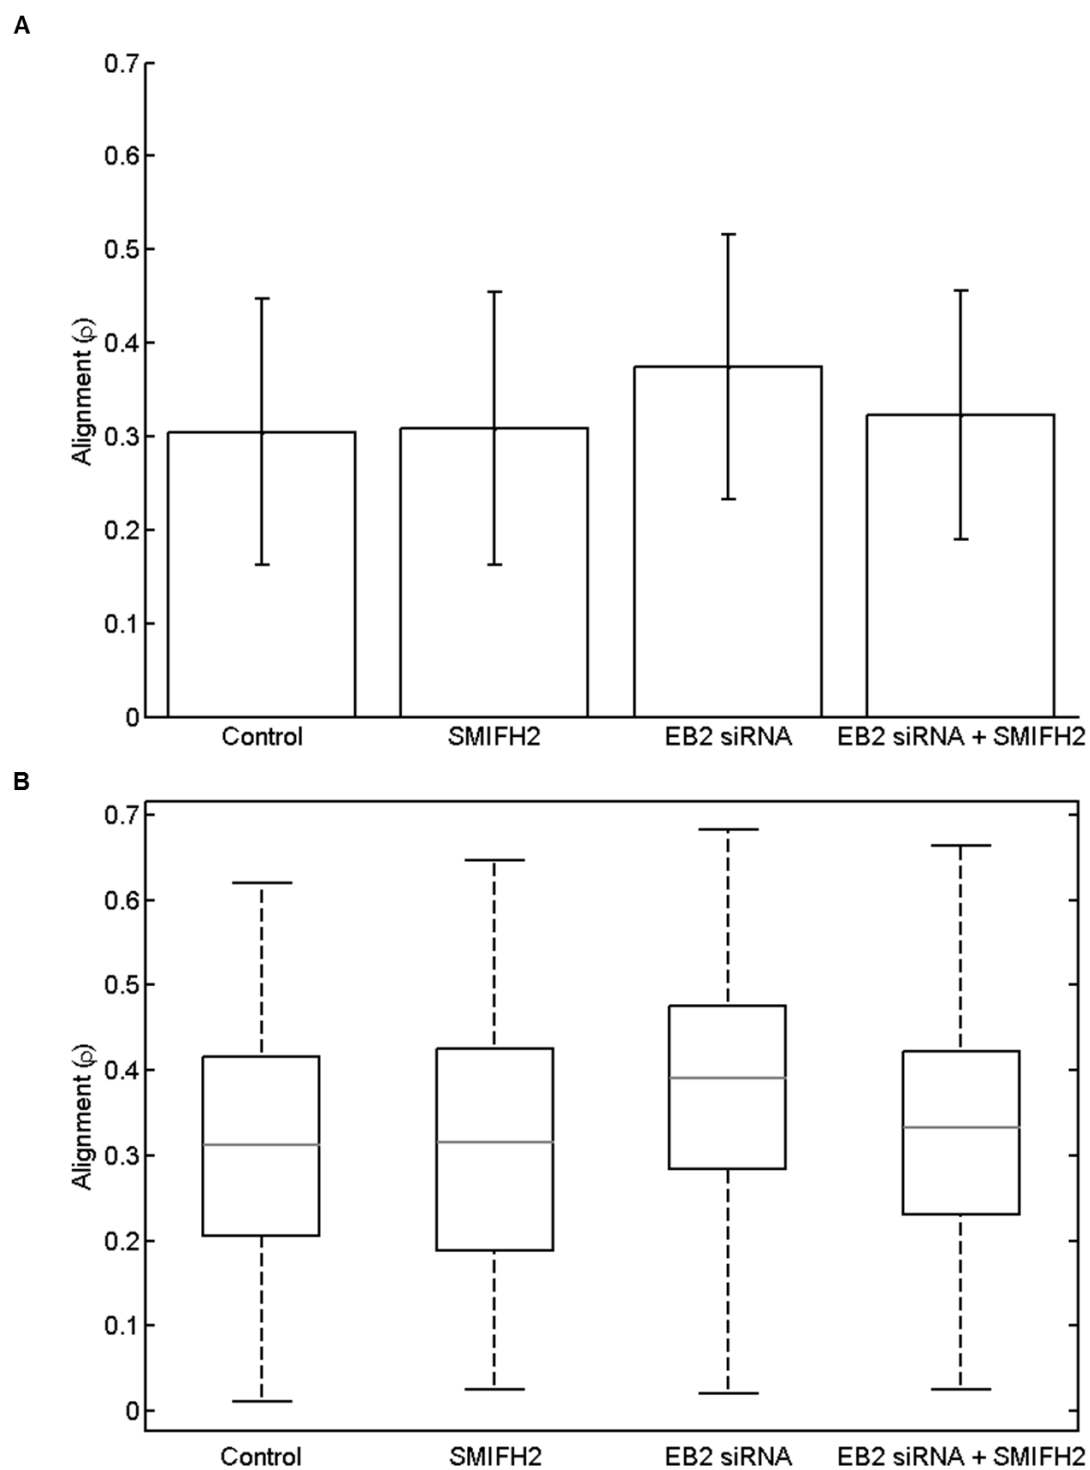 A
0.7
0.6
0.5
0.4
0.3
0.2
0.1
0
Alignment (ρ)
Control SMIFH2 EB2 siRNA EB2 siRNA + SMIFH2
B
0.7
0.6
0.5
0.4
0.3
0.2
0.1
0
Alignment (ρ)
Control SMIFH2 EB2 siRNA EB2 siRNA + SMIFH2